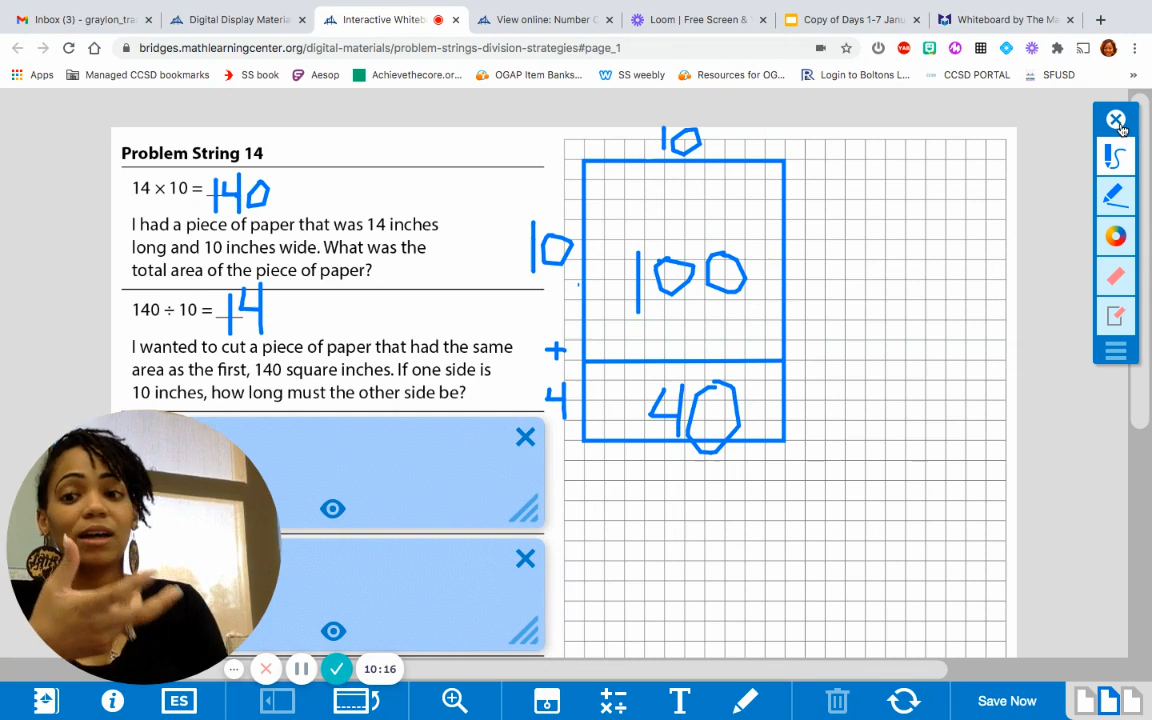 Inbox (3) - graylon_tra
Digital Display Materia
Interactive Whiteb
View online: Number C
Loom | Free Screen &
Copy of Days 1-7 Janu
Whiteboard by The Ma
bridges.mathlearningcenter.org/digital-materials/problem-strings-division-strategies#page_1
Apps
Managed CCSD bookmarks
SS book
Aesop
Achievethecore.or...
OGAP Item Banks...
SS weekly
Resources for OG...
Login to Boltons L...
CCSD PORTAL
SFUSD
Problem String 14
14 × 10 = 140
I had a piece of paper that was 14 inches
long and 10 inches wide. What was the
total area of the piece of paper?
140 ÷ 10 = 14
I wanted to cut a piece of paper that had the same
area as the first, 140 square inches. If one side is
10 inches, how long must the other side be?
10
10
100
+
4
40
10:16
ES
T
Save Now